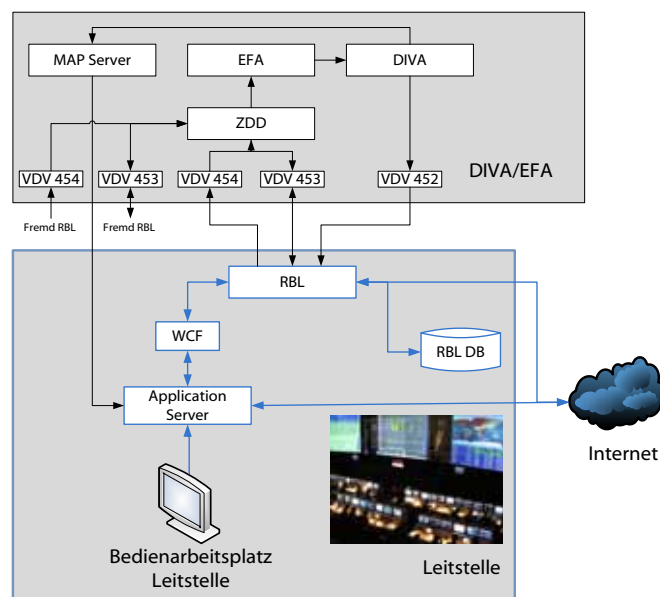 MAP Server
EFA
DIVA
ZDD
VDV 454
VDV 453
VDV 454
VDV 453
VDV 452
DIVA/EFA
Fremd RBL
Fremd RBL
RBL
WCF
RBL DB
Application
Server
Internet
Bedienarbeitsplatz
Leitstelle
Leitstelle